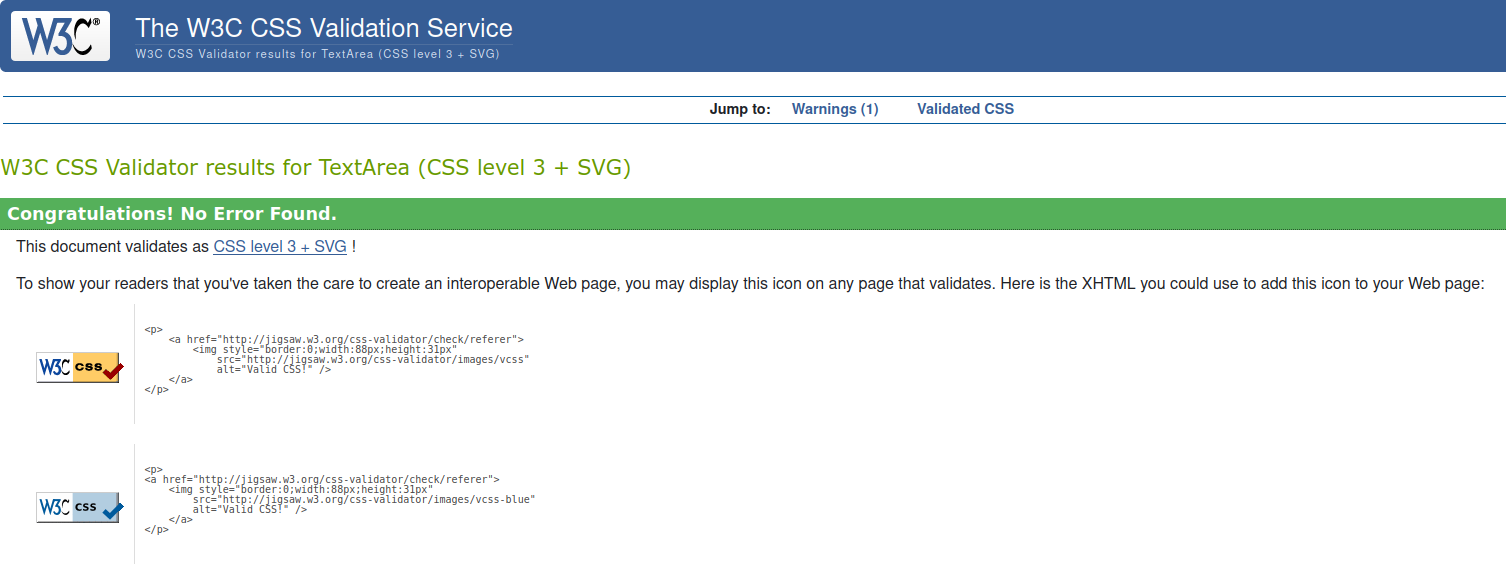 W3C®
The W3C CSS Validation Service
W3C CSS Validator results for TextArea (CSS level 3 + SVG)
Jump to: Warnings (1) Validated CSS
W3C CSS Validator results for TextArea (CSS level 3 + SVG)
Congratulations! No Error Found.
This document validates as CSS level 3 + SVG !
To show your readers that you've taken the care to create an interoperable Web page, you may display this icon on any page that validates. Here is the XHTML you could use to add this icon to your Web page:
W3C css
<p>
    <a href="http://jigsaw.w3.org/css-validator/check/referer">
        <img style="border:0;width:88px;height:31px"
            src="http://jigsaw.w3.org/css-validator/images/vcss"
            alt="Valid CSS!" />
    </a>
</p>
W3C css
<p>
<a href="http://jigsaw.w3.org/css-validator/check/referer">
    <img style="border:0;width:88px;height:31px"
        src="http://jigsaw.w3.org/css-validator/images/vcss-blue"
        alt="Valid CSS!" />
    </a>
</p>